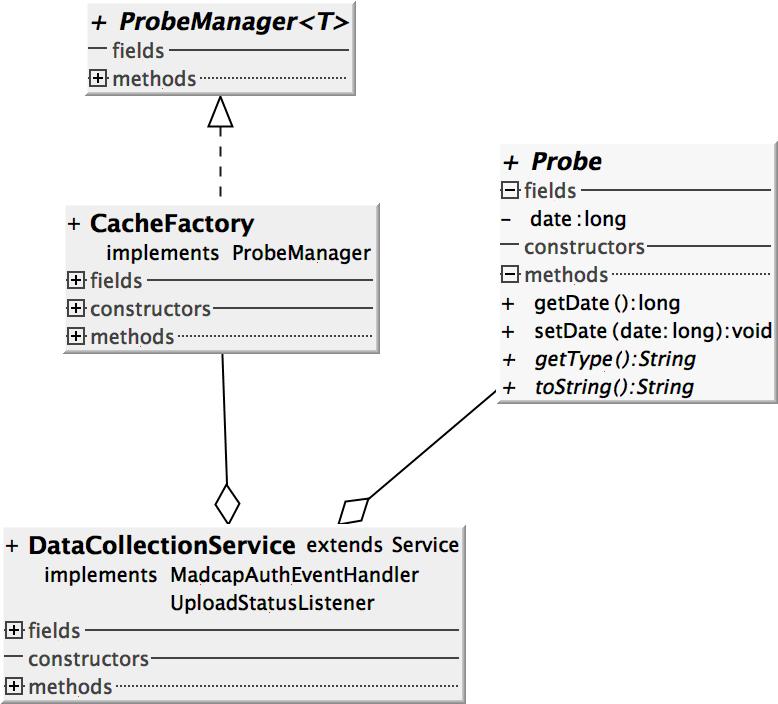 + ProbeManager<T>
fields
+ methods
+ CacheFactory
implements ProbeManager
+ fields
+ constructors
+ methods
+ Probe
- fields
- date:long
constructors
- methods
+ getDate():long
+ setDate(date:long):void
+ getType():String
+ toString():String
+ DataCollectionService extends Service
implements MadcapAuthEventHandler
UploadStatusListener
+ fields
constructors
+ methods